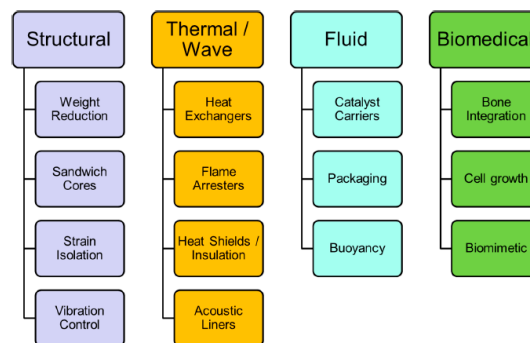 Structural
Weight
Reduction
Sandwich
Cores
Strain
Isolation
Vibration
Control
Thermal /
Wave
Heat
Exchangers
Flame
Arresters
Heat Shields /
Insulation
Acoustic
Liners
Fluid
Catalyst
Carriers
Packaging
Buoyancy
Biomedical
Bone
Integration
Cell growth
Biomimetic